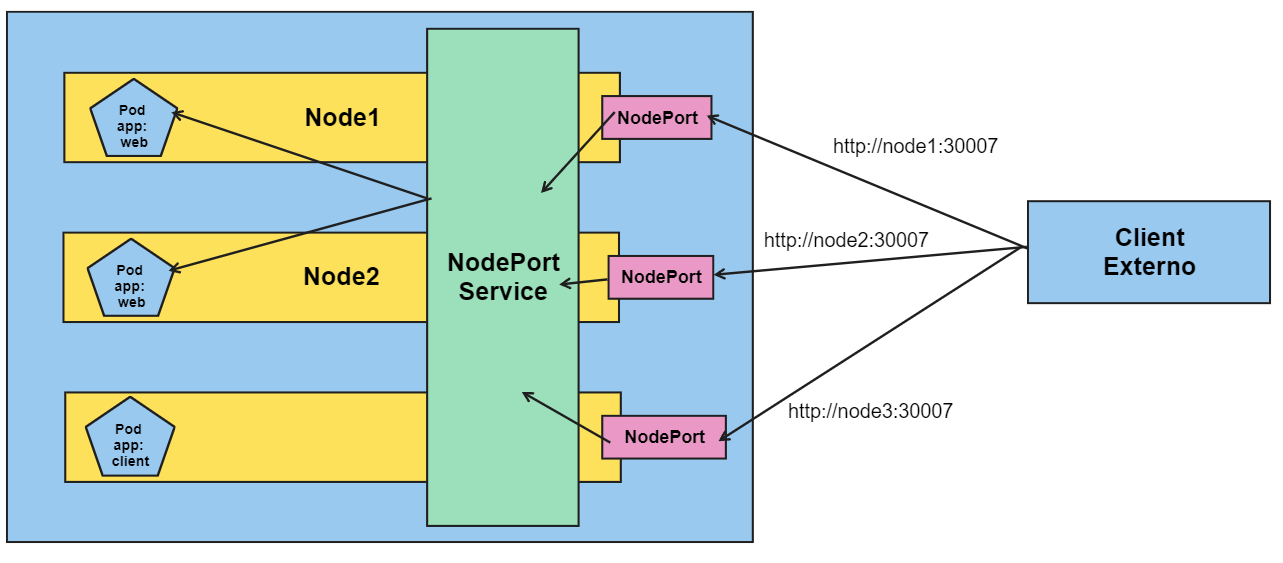 Pod
app:
web
Node1
NodePort
http://node1:30007
Pod
app:
web
Node2
NodePort
Service
NodePort
http://node2:30007
Client
Externo
Pod
app:
client
NodePort
http://node3:30007